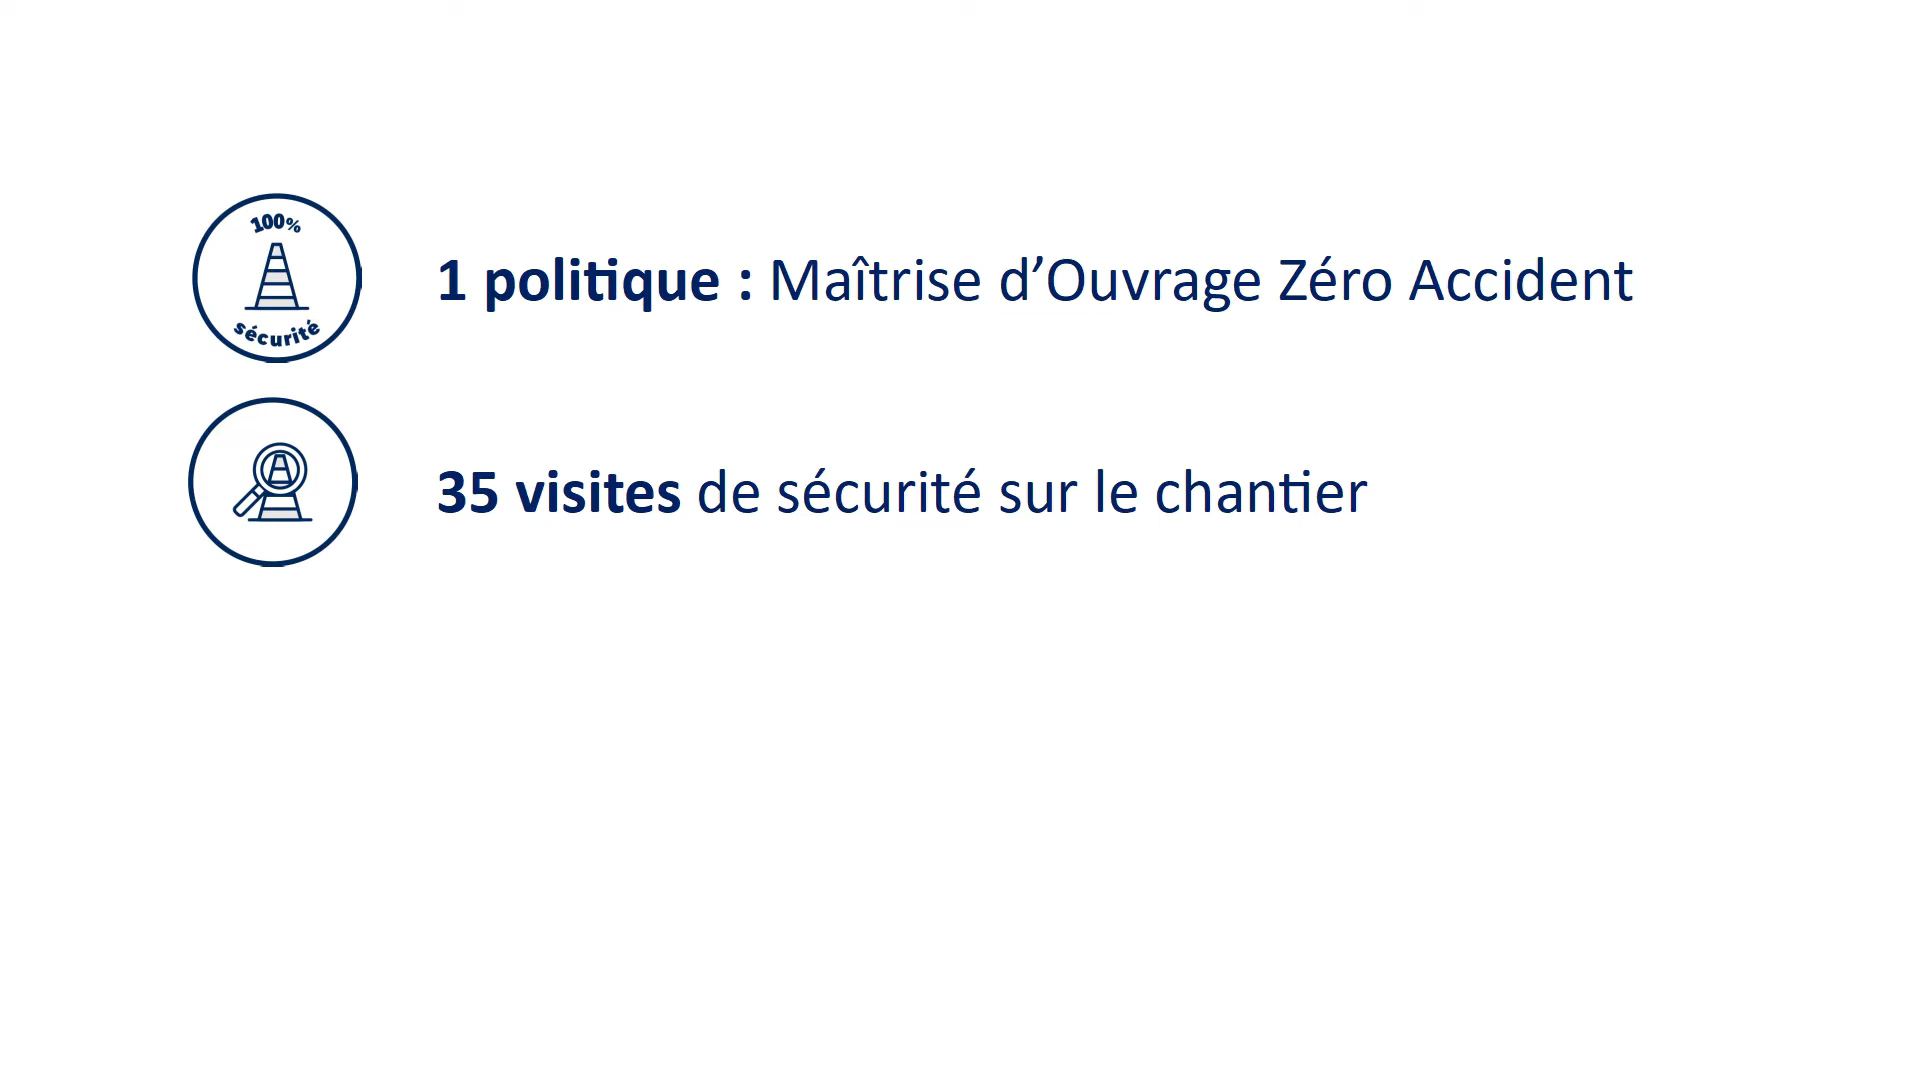 100%
sécurité
1 politique : Maîtrise d’Ouvrage Zéro Accident
35 visites de sécurité sur le chantier